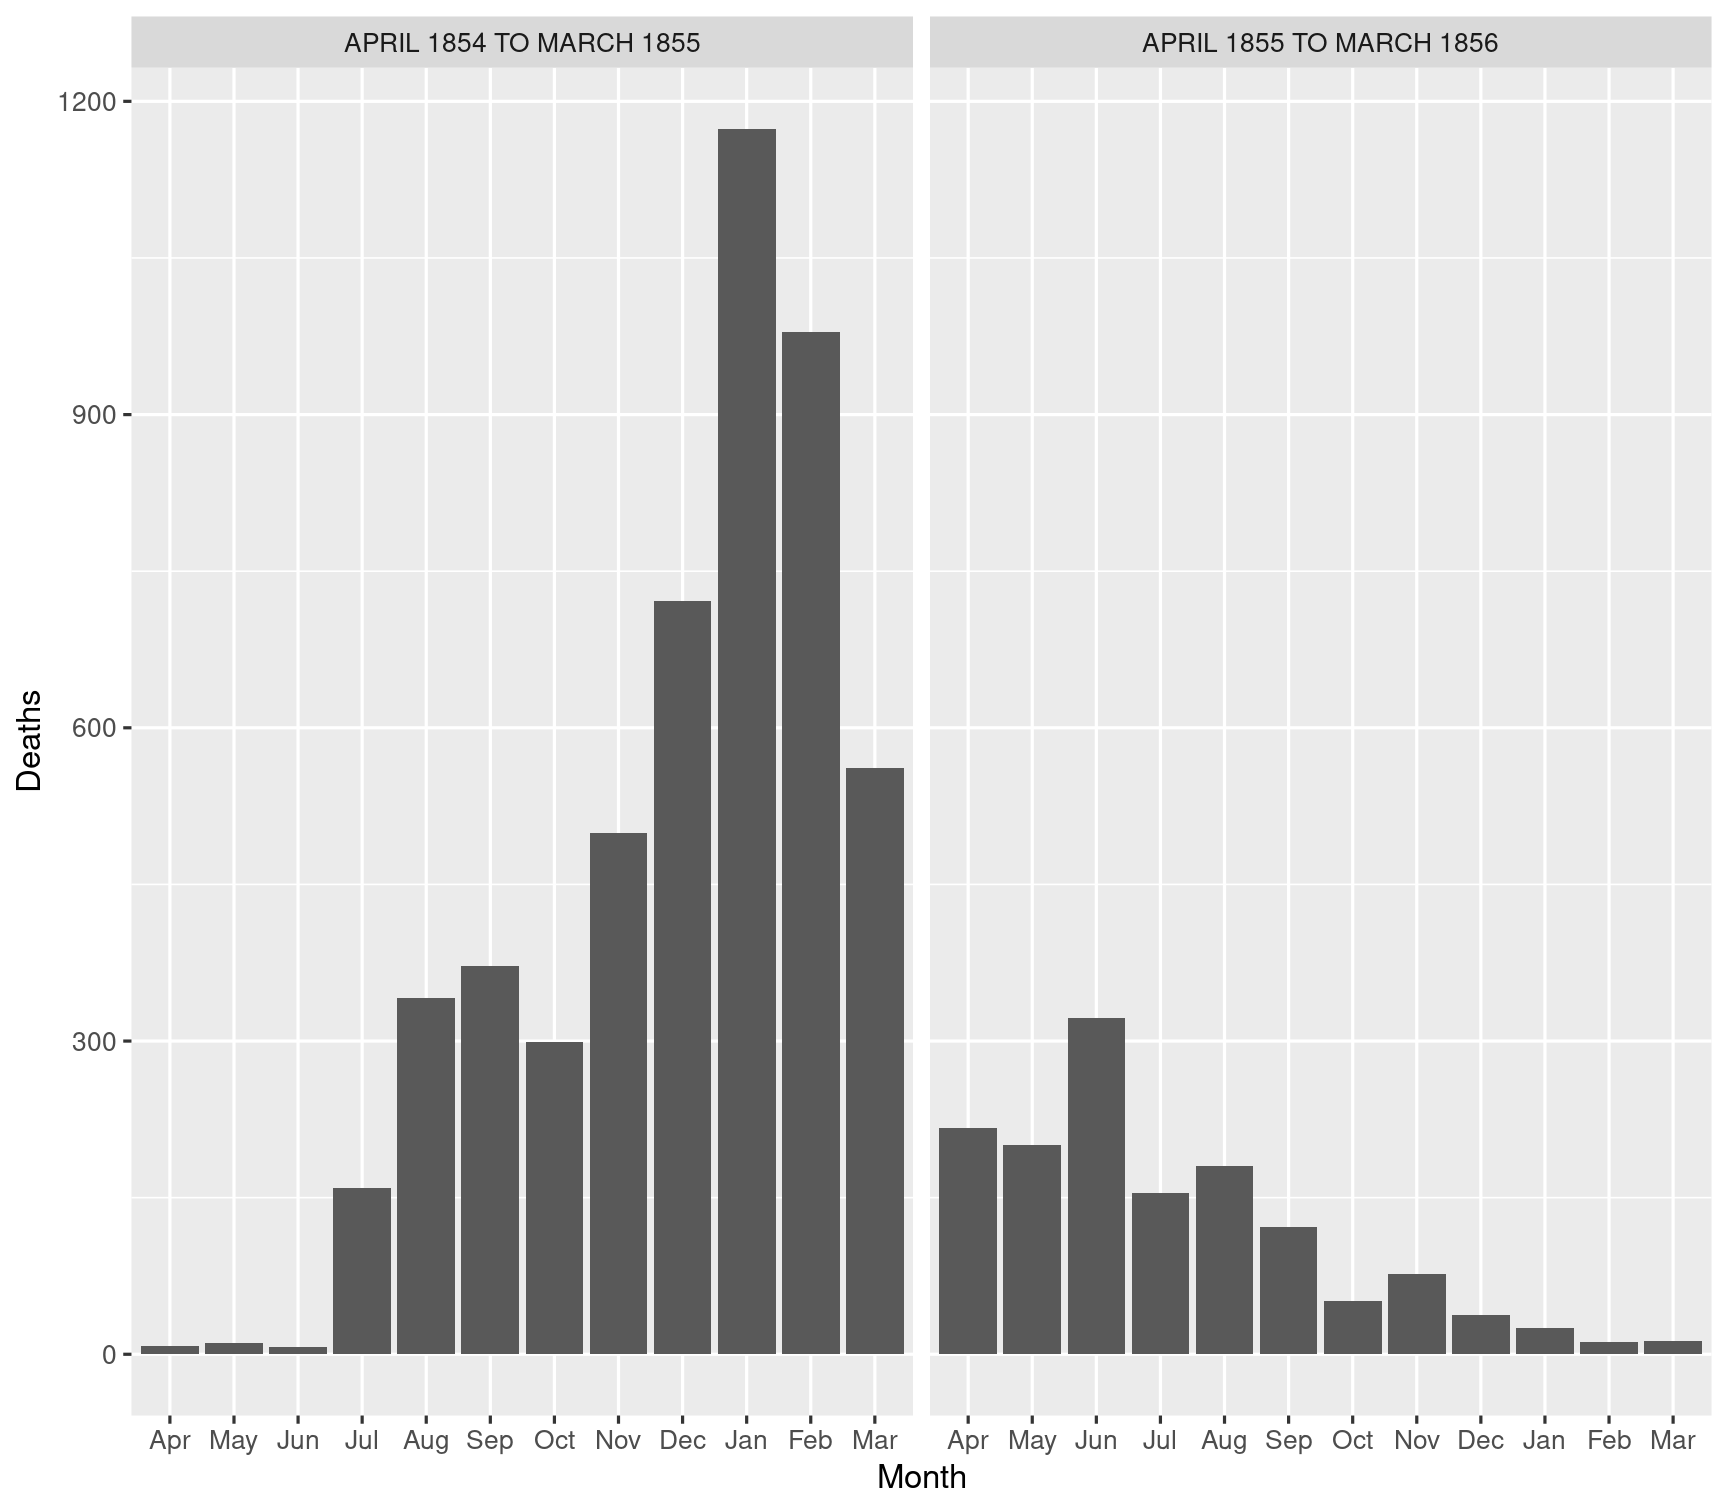 APRIL 1854 TO MARCH 1855 APRIL 1855 TO MARCH 1856
1200
900
600
300
0
Deaths
Apr May Jun Jul Aug Sep Oct Nov Dec Jan Feb Mar Apr May Jun Jul Aug Sep Oct Nov Dec Jan Feb Mar
Month